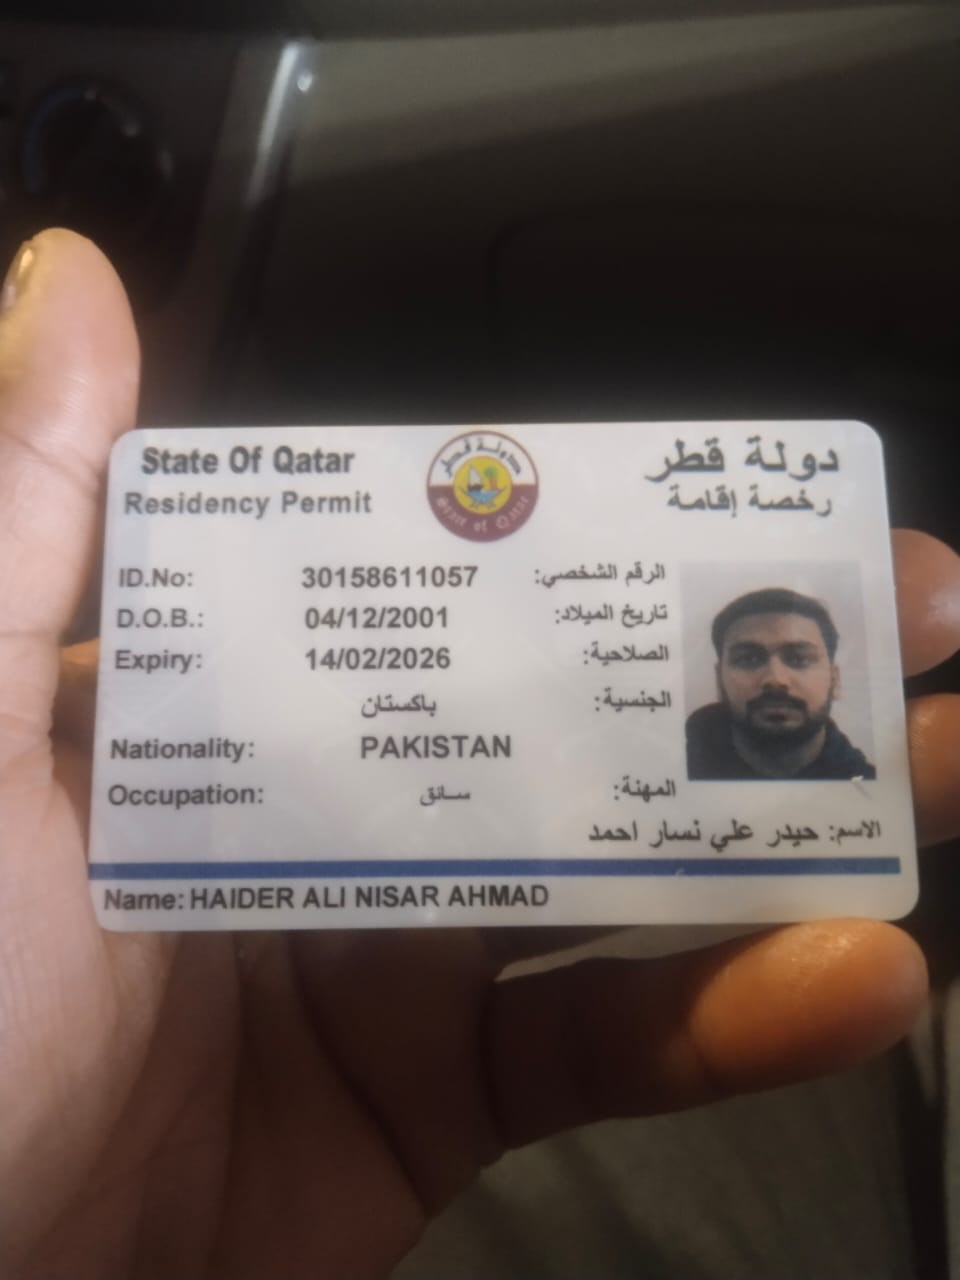 State Of Qatar
دولة قطر
Residency Permit
رخصة إقامة
دولة قطر
State of Qatar
ID.No: 30158611057 الرقم الشخصي:
D.O.B.: 04/12/2001 تاريخ الميلاد:
Expiry: 14/02/2026 الصلاحية:
باكستان الجنسية:
Nationality: PAKISTAN
Occupation: سائق المهنة:
الاسم: حيدر علي نسار احمد
Name: HAIDER ALI NISAR AHMAD